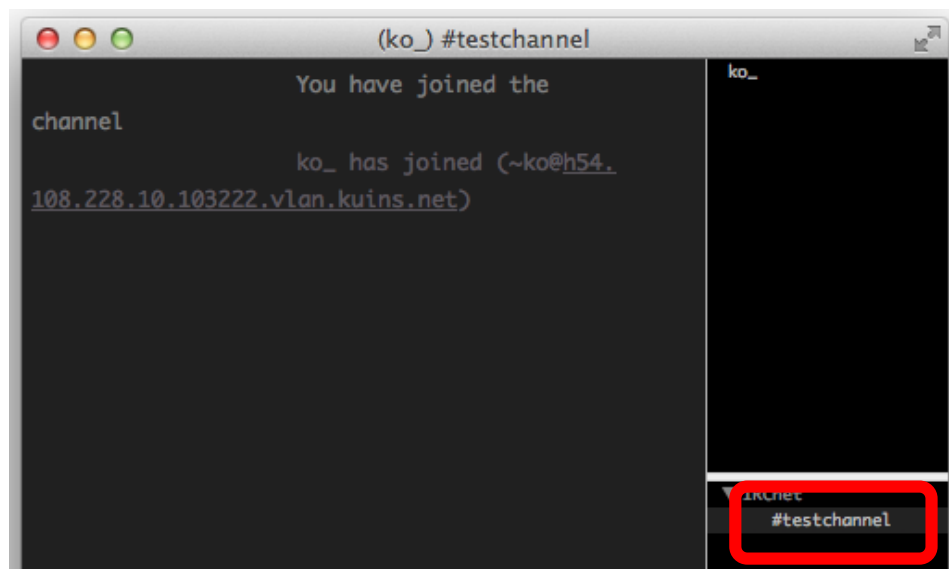 (ko_) #testchannel
You have joined the
channel
ko_ has joined (~ko@h54.
108.228.10.103222.vlan.kuins.net)
ko_
IRCnet
#testchannel